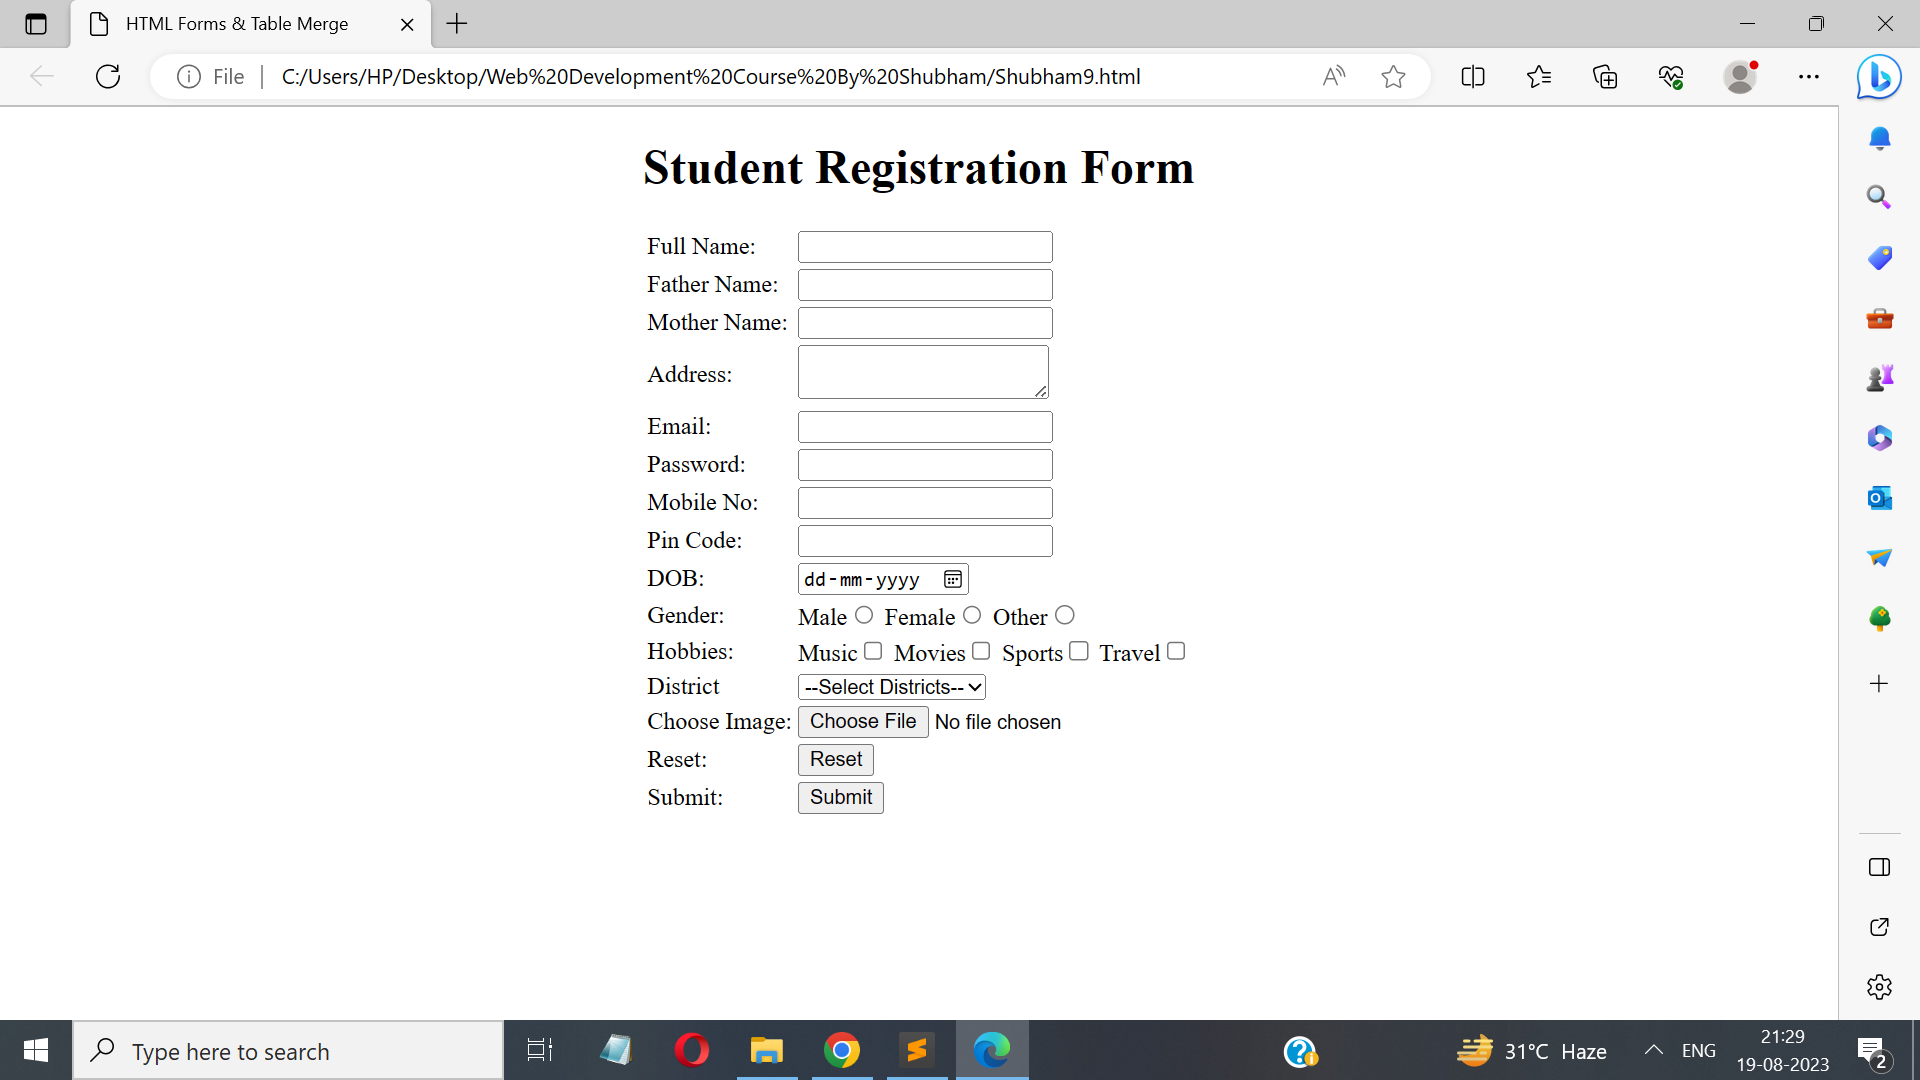 HTML Forms & Table Merge
File
C:/Users/HP/Desktop/Web%20Development%20Course%20By%20Shubham/Shubham9.html
Student Registration Form
Full Name:
Father Name:
Mother Name:
Address:
Email:
Password:
Mobile No:
Pin Code:
DOB: dd-mm-yyyy
Gender: Male Female Other
Hobbies: Music Movies Sports Travel
District --Select Districts--
Choose Image: Choose File No file chosen
Reset: Reset
Submit: Submit
Type here to search
31°C Haze
ENG
21:29
19-08-2023
2